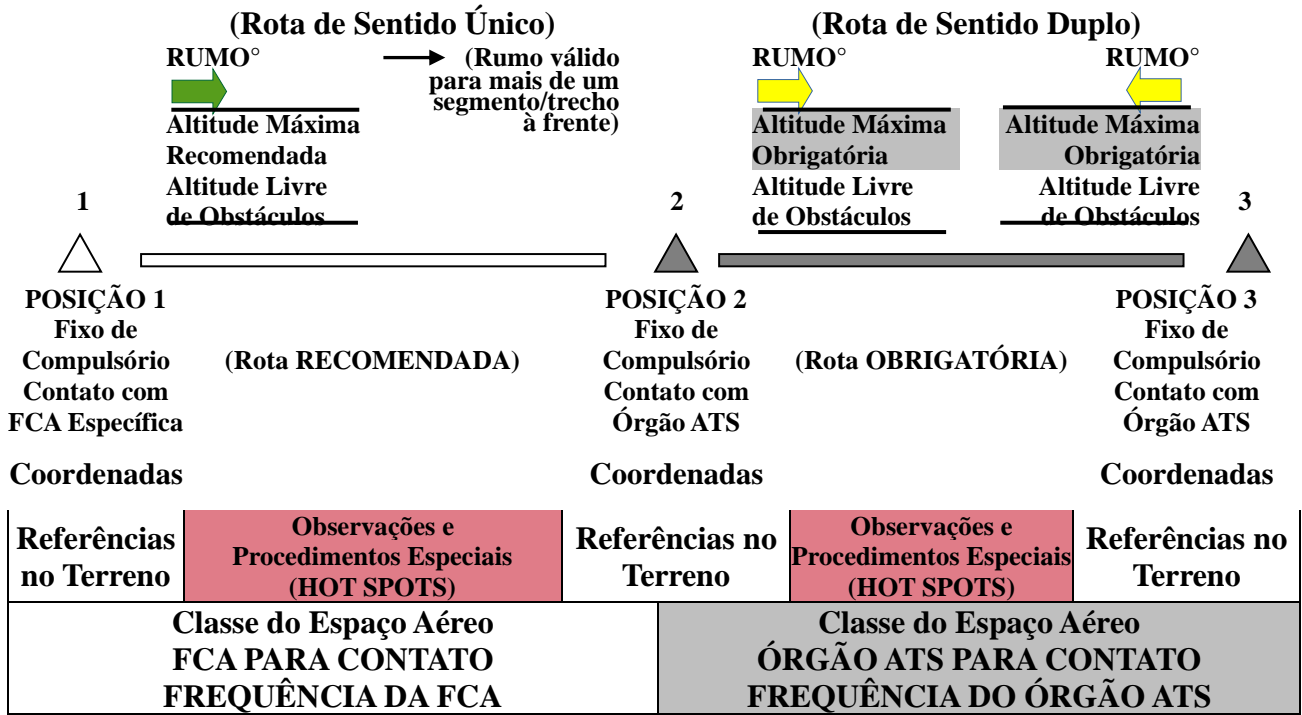 (Rota de Sentido Único)
RUMO°
(Rumo válido
para mais de um
segmento/trecho
à frente)
Altitude Máxima
Recomendada
Altitude Livre
de Obstáculos
(Rota de Sentido Duplo)
RUMO°
RUMO°
Altitude Máxima
Obrigatória
Altitude Livre
de Obstáculos
Altitude Máxima
Obrigatória
Altitude Livre
de Obstáculos
1
2
3
POSIÇÃO 1
Fixo de
Compulsório
Contato com
FCA Específica
(Rota RECOMENDADA)
POSIÇÃO 2
Fixo de
Compulsório
Contato com
Órgão ATS
(Rota OBRIGATÓRIA)
POSIÇÃO 3
Fixo de
Compulsório
Contato com
Órgão ATS
Coordenadas
Coordenadas
Coordenadas
Referências
no Terreno
Observações e
Procedimentos Especiais
(HOT SPOTS)
Referências no
Terreno
Observações e
Procedimentos Especiais
(HOT SPOTS)
Referências no
Terreno
Classe do Espaço Aéreo
FCA PARA CONTATO
FREQUÊNCIA DA FCA
Classe do Espaço Aéreo
ÓRGÃO ATS PARA CONTATO
FREQUÊNCIA DO ÓRGÃO ATS